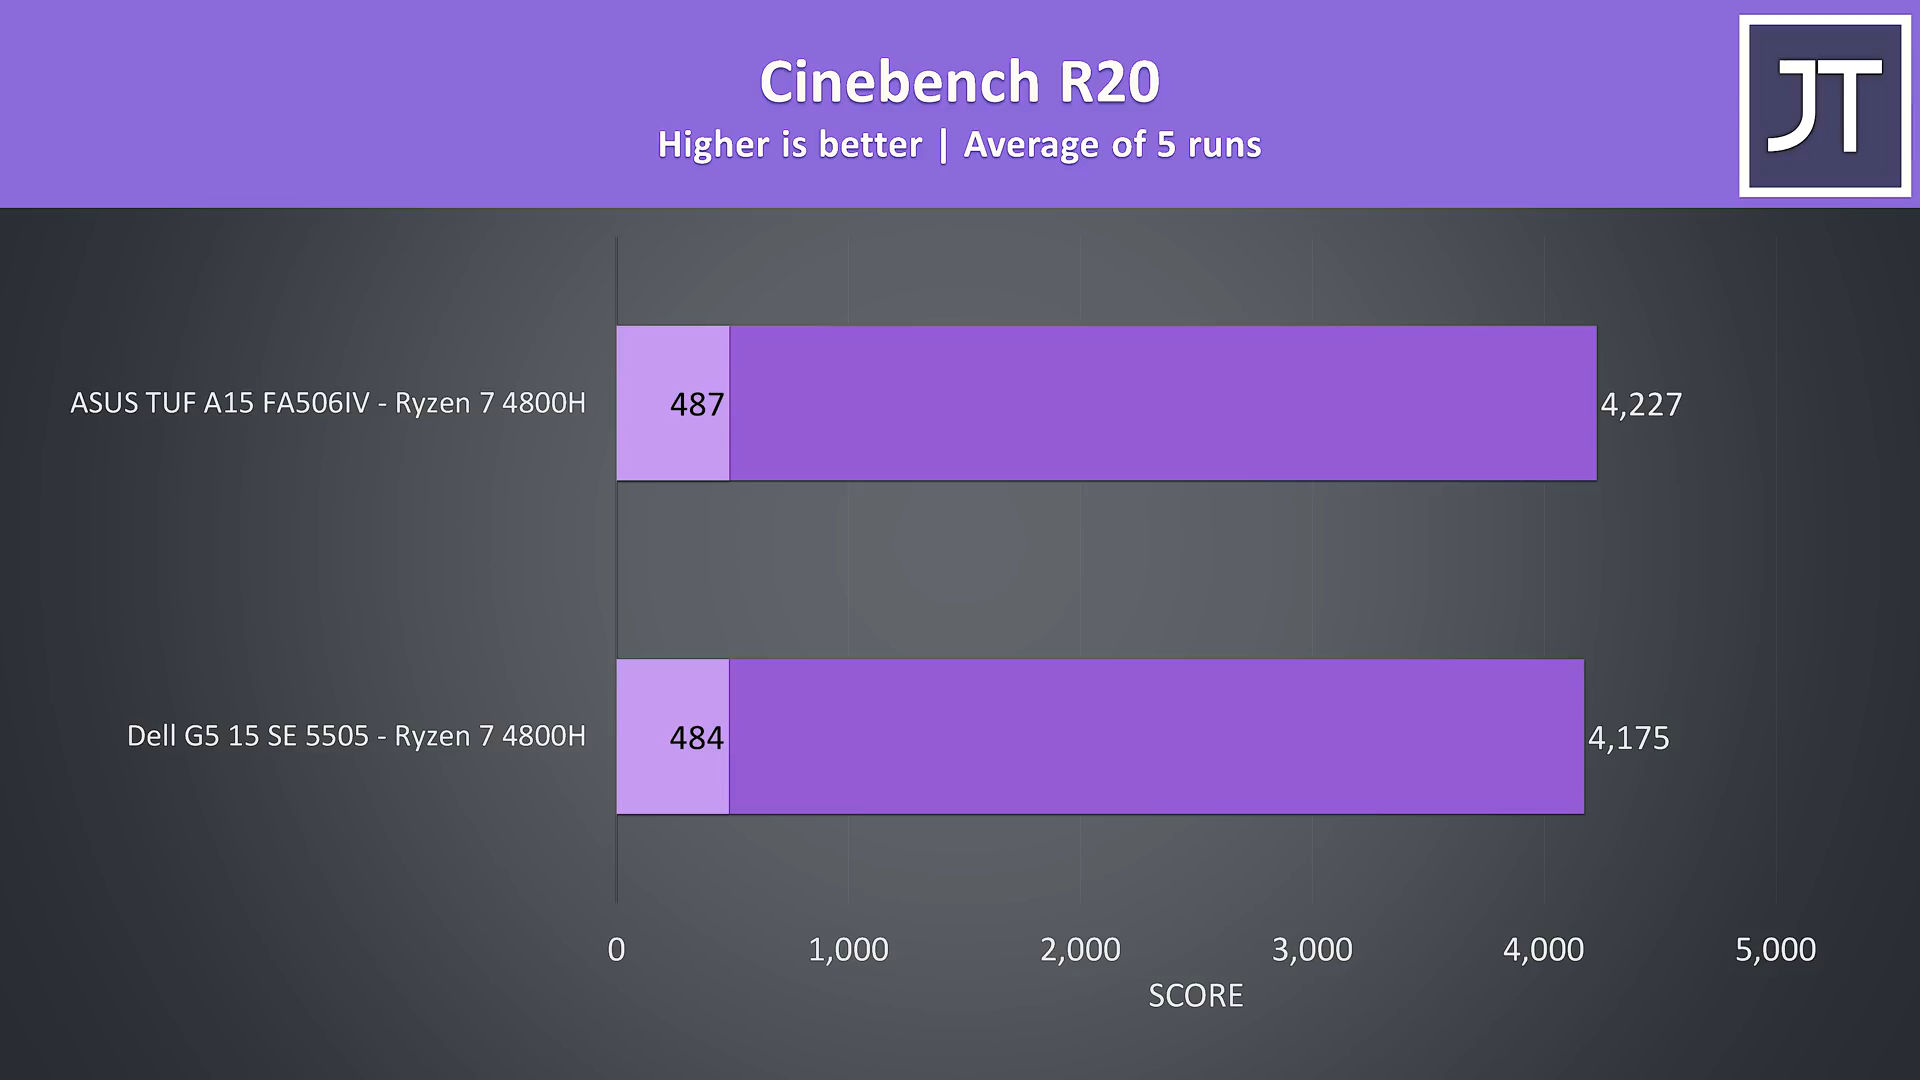 Cinebench R20
Higher is better | Average of 5 runs
JT
ASUS TUF A15 FA506IV - Ryzen 7 4800H
487
4,227
Dell G5 15 SE 5505 - Ryzen 7 4800H
484
4,175
0 1,000 2,000 3,000 4,000 5,000
SCORE